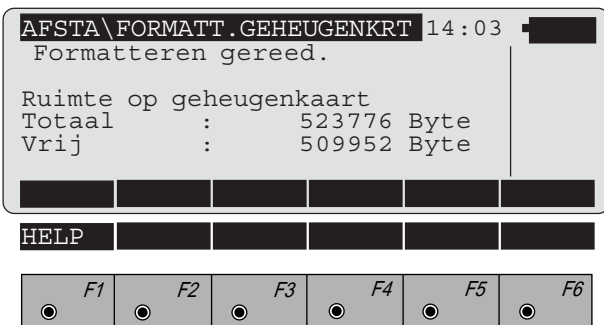 AFSTA\FORMATT.GEHEUGENKRT 14:03
Formatteren gereed.
Ruimte op geheugenkaart
Totaal : 523776 Byte
Vrij : 509952 Byte
HELP
F1 F2 F3 F4 F5 F6